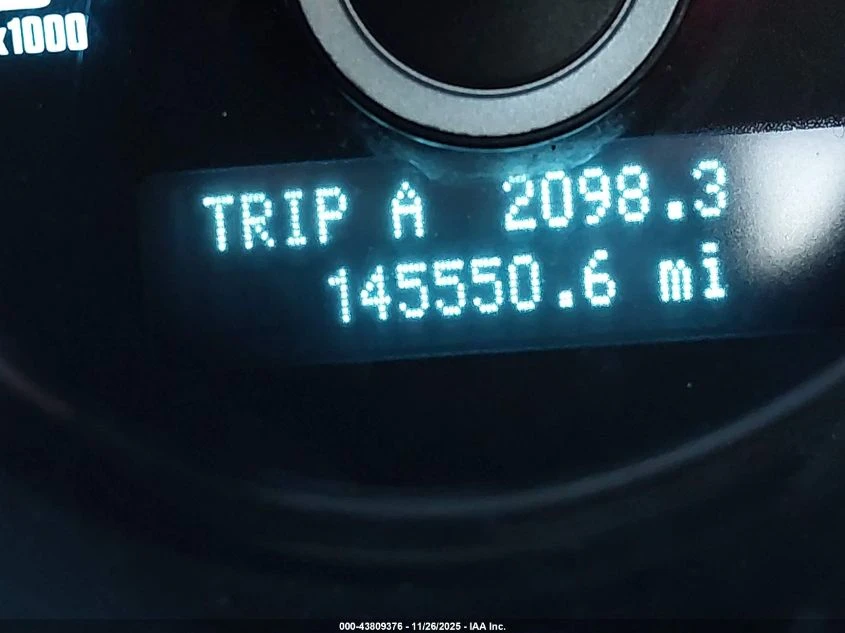 x1000
TRIP A 2098.3
145550.6 mi
000-43809376 - 11/26/2025 - IAA Inc.